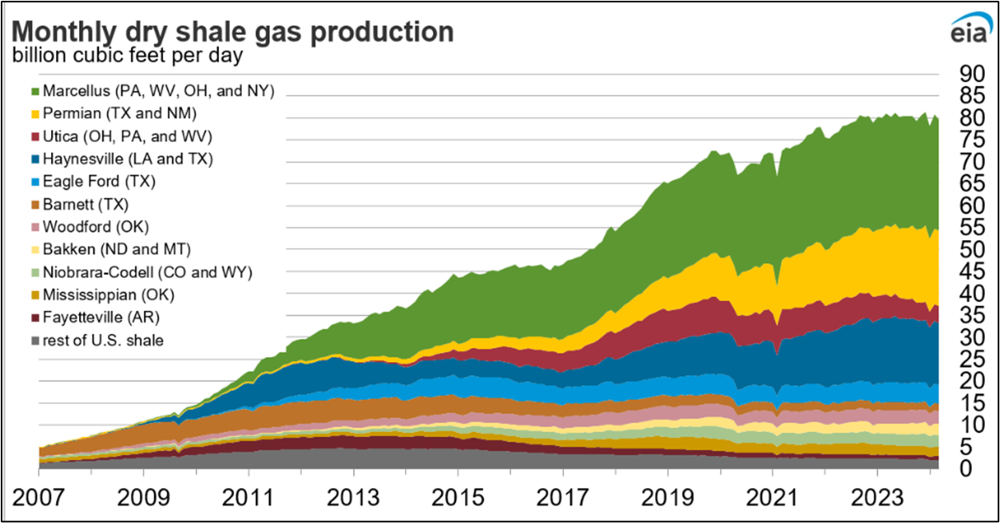 Monthly dry shale gas production
billion cubic feet per day
eia
Marcellus (PA, WV, OH, and NY)
Permian (TX and NM)
Utica (OH, PA, and WV)
Haynesville (LA and TX)
Eagle Ford (TX)
Barnett (TX)
Woodford (OK)
Bakken (ND and MT)
Niobrara-Codell (CO and WY)
Mississippian (OK)
Fayetteville (AR)
rest of U.S. shale
90
85
80
75
70
65
60
55
50
45
40
35
30
25
20
15
10
5
0
2007 2009 2011 2013 2015 2017 2019 2021 2023